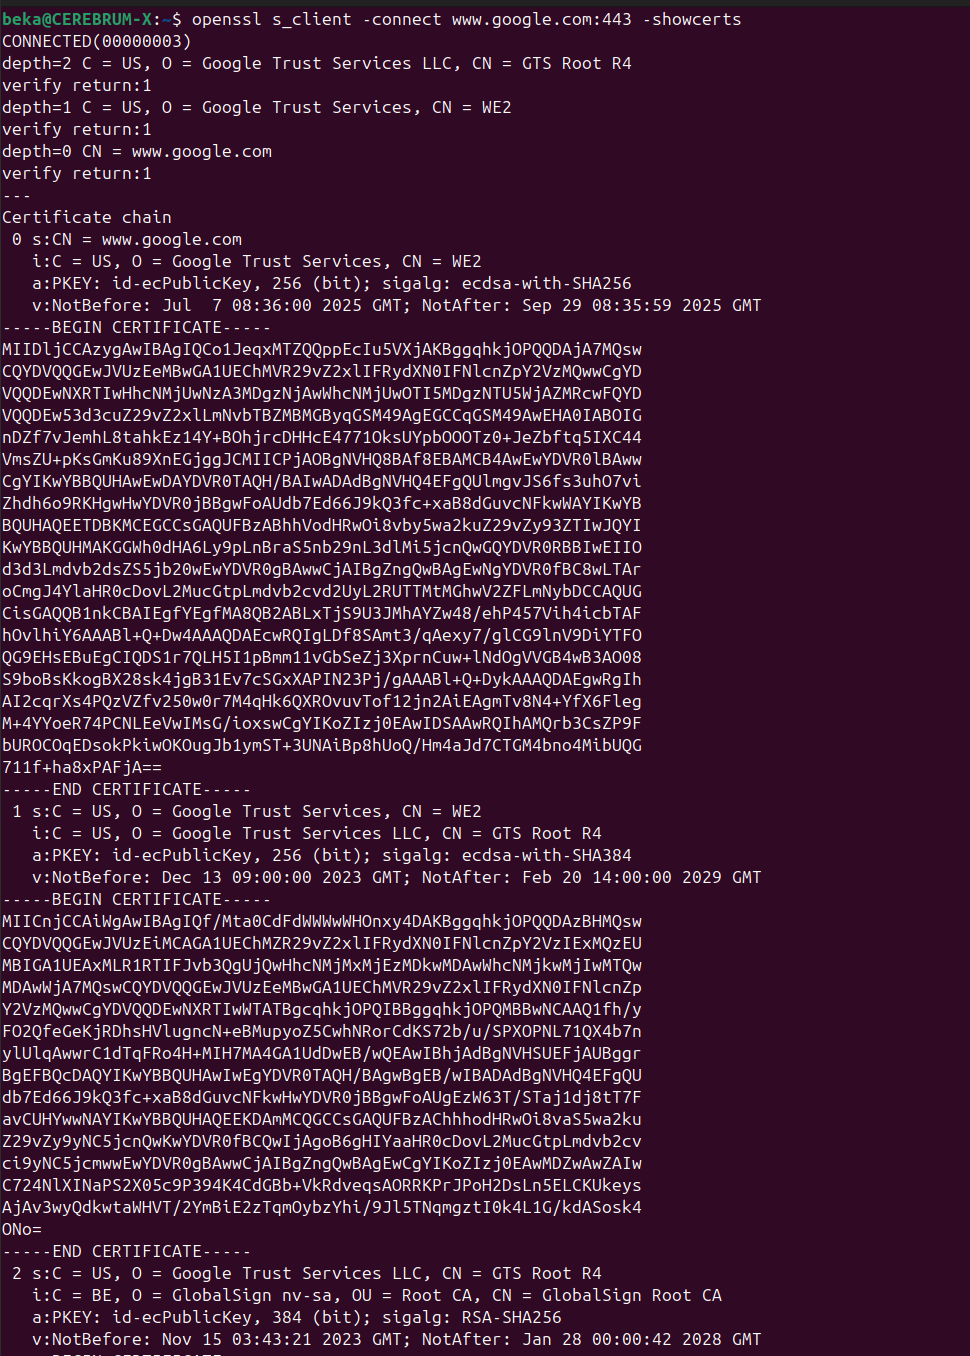 beka@CEREBRUM-X:~$ openssl s_client -connect www.google.com:443 -showcerts
CONNECTED(00000003)
depth=2 C = US, O = Google Trust Services LLC, CN = GTS Root R4
verify return:1
depth=1 C = US, O = Google Trust Services, CN = WE2
verify return:1
depth=0 CN = www.google.com
verify return:1
---
Certificate chain
 0 s:CN = www.google.com
   i:C = US, O = Google Trust Services, CN = WE2
   a:PKEY: id-ecPublicKey, 256 (bit); sigalg: ecdsa-with-SHA256
   v:NotBefore: Jul  7 08:36:00 2025 GMT; NotAfter: Sep 29 08:35:59 2025 GMT
-----BEGIN CERTIFICATE-----
MIIDljCCAzygAwIBAgIQCo1JeqxMTZQQppEcIu5VXjAKBggqhkjOPQQDAjA7MQsw
CQYDVQQGEwJVUzEeMBwGA1UEChMVR29vZ2xlIFRydXN0IFNlcnZpY2VzMQwwCgYD
VQQDEwNXRTIwHhcNMjUwNzA3MDgzNjAwWhcNMjUwOTI5MDgzNTU5WjAZMRcwFQYD
VQQDEw53d3cuZ29vZ2xlLmNvbTBZMBMGByqGSM49AgEGCCqGSM49AwEHA0IABOIG
nDZf7vJemhL8tahkEz14Y+BOhjrcDHHcE4771OksUYpbOOOTz0+JeZbftq5IXC44
VmsZU+pKsGmKu89XnEGjggJCMIICPjAOBgNVHQ8BAf8EBAMCB4AwEwYDVR0lBAww
CgYIKwYBBQUHAwEwDAYDVR0TAQH/BAIwADAdBgNVHQ4EFgQUlmgvJS6fs3uhO7vi
Zhdh6o9RKHgwHwYDVR0jBBgwFoAUdb7Ed66J9kQ3fc+xaB8dGuvcNFkwWAYIKwYB
BQUHAQEETDBKMCEGCCsGAQUFBzABhhVodHRwOi8vby5wa2kuZ29vZy93ZTIwJQYI
KwYBBQUHMAKGGWh0dHA6Ly9pLnBraS5nb29nL3dlMi5jcnQwGQYDVR0RBBIwEIIO
d3d3Lmdvb2dsZS5jb20wEwYDVR0gBAwwCjAIBgZngQwBAgEwNgYDVR0fBC8wLTAr
oCmgJ4YlaHR0cDovL2MucGtpLmdvb2cvd2UyL2RUTTMtMGhwV2ZFLmNybDCCAQUG
CisGAQQB1nkCBAIEgfYEgfMA8QB2ABLxTjS9U3JMhAYZw48/ehP457Vih4icbTAF
hOvlhiY6AAABl+Q+Dw4AAAQDAEcwRQIgLDf8SAmt3/qAexy7/glCG9lnV9DiYTFO
QG9EHsEBuEgCIQDS1r7QLH5I1pBmm11vGbSeZj3XprnCuw+lNdOgVVGB4wB3AO08
S9boBsKkogBX28sk4jgB31Ev7cSGxXAPIN23Pj/gAAABl+Q+DykAAAQDAEgwRgIh
AI2cqrXs4PQzVZfv250w0r7M4qHk6QXROvuvTof12jn2AiEAgmTv8N4+YfX6Fleg
M+4YYoeR74PCNLEeVwIMsG/ioxswCgYIKoZIzj0EAwIDSAAwRQIhAMQrb3CsZP9F
bUROCOqEDsokPkiwOKOugJb1ymST+3UNAiBp8hUoQ/Hm4aJd7CTGM4bno4MibUQG
711f+ha8xPAFjA==
-----END CERTIFICATE-----
 1 s:C = US, O = Google Trust Services, CN = WE2
   i:C = US, O = Google Trust Services LLC, CN = GTS Root R4
   a:PKEY: id-ecPublicKey, 256 (bit); sigalg: ecdsa-with-SHA384
   v:NotBefore: Dec 13 09:00:00 2023 GMT; NotAfter: Feb 20 14:00:00 2029 GMT
-----BEGIN CERTIFICATE-----
MIICnjCCAiWgAwIBAgIQf/Mta0CdFdWWWwWHOnxy4DAKBggqhkjOPQQDAzBHMQsw
CQYDVQQGEwJVUzEiMCAGA1UEChMZR29vZ2xlIFRydXN0IFNlcnZpY2VzIExMQzEU
MBIGA1UEAxMLR1RTIFJvb3QgUjQwHhcNMjMxMjEzMDkwMDAwWhcNMjkwMjIwMTQw
MDAwWjA7MQswCQYDVQQGEwJVUzEeMBwGA1UEChMVR29vZ2xlIFRydXN0IFNlcnZp
Y2VzMQwwCgYDVQQDEwNXRTIwWTATBgcqhkjOPQIBBggqhkjOPQMBBwNCAAQ1fh/y
FO2QfeGeKjRDhsHVlugncN+eBMupyoZ5CwhNRorCdKS72b/u/SPXOPNL71QX4b7n
ylUlqAwwrC1dTqFRo4H+MIH7MA4GA1UdDwEB/wQEAwIBhjAdBgNVHSUEFjAUBggr
BgEFBQcDAQYIKwYBBQUHAwIwEgYDVR0TAQH/BAgwBgEB/wIBADAdBgNVHQ4EFgQU
db7Ed66J9kQ3fc+xaB8dGuvcNFkwHwYDVR0jBBgwFoAUgEzW63T/STaj1dj8tT7F
avCUHYwwNAYIKwYBBQUHAQEEKDAmMCQGCCsGAQUFBzAChhhodHRwOi8vaS5wa2ku
Z29vZy9yNC5jcnQwKwYDVR0fBCQwIjAgoB6gHIYaaHR0cDovL2MucGtpLmdvb2cv
ci9yNC5jcmwwEwYDVR0gBAwwCjAIBgZngQwBAgEwCgYIKoZIzj0EAwMDZwAwZAIw
C724NlXINaPS2X05c9P394K4CdGBb+VkRdveqsAORRKPrJPoH2DsLn5ELCKUkeys
AjAv3wyQdkwtaWHVT/2YmBiE2zTqmOybzYhi/9Jl5TNqmgztI0k4L1G/kdASosk4
ONo=
-----END CERTIFICATE-----
 2 s:C = US, O = Google Trust Services LLC, CN = GTS Root R4
   i:C = BE, O = GlobalSign nv-sa, OU = Root CA, CN = GlobalSign Root CA
   a:PKEY: id-ecPublicKey, 384 (bit); sigalg: RSA-SHA256
   v:NotBefore: Nov 15 03:43:21 2023 GMT; NotAfter: Jan 28 00:00:42 2028 GMT